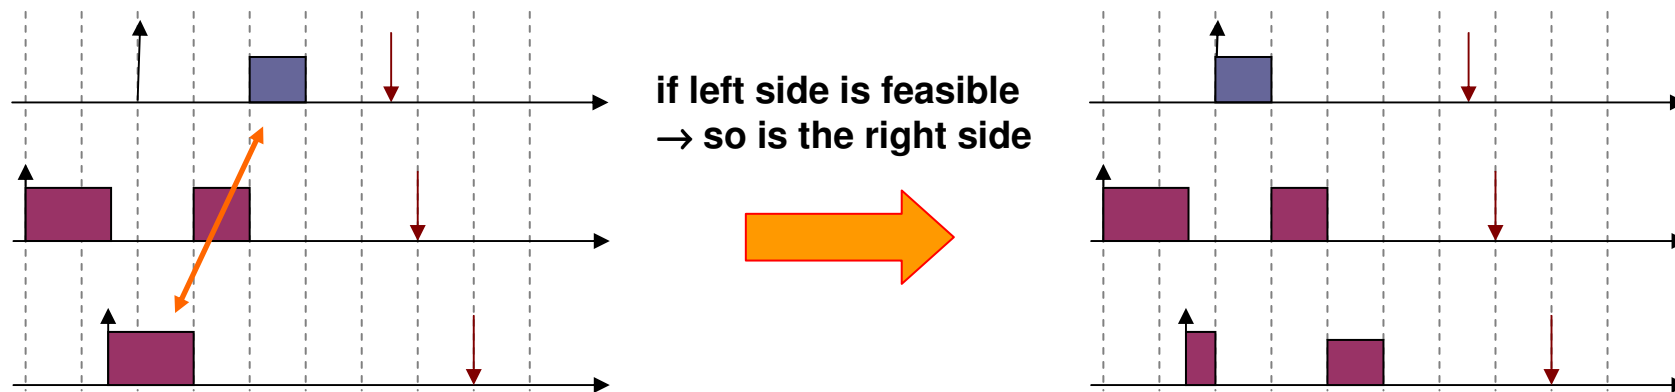 if left side is feasible
→ so is the right side